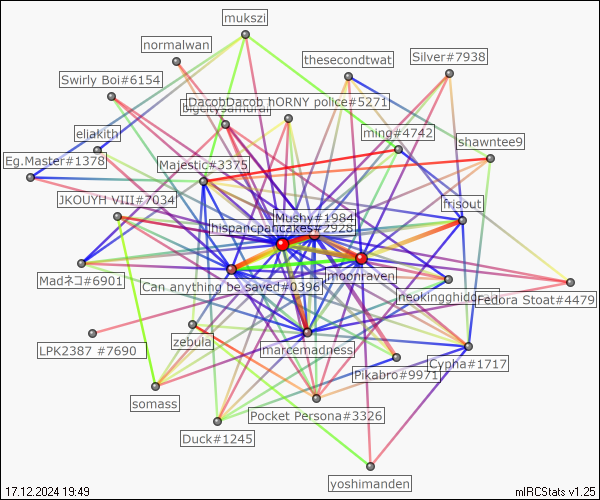 mukszi
normalwan
thesecondtwat
Silver#7938
Swirly Boi#6154
DacobDacob hORNY police#5271
bigcitysamurai
ming#4742
eliakith
shawntee9
Eg.Master#1378
Majestic#3375
JKOUYH VIII#7034
frisout
Mushy#1984
hispancpancakes#2928
moonraven
Madネコ#6901
Can anything be saved#0396
neokingghidora
Fedora Stoat#4479
zebula
LPK2387 #7690
marcemadness
Cypha#1717
Pikabro#9971
somass
Pocket Persona#3326
Duck#1245
yoshimanden
17.12.2024 19:49
mIRCStats v1.25